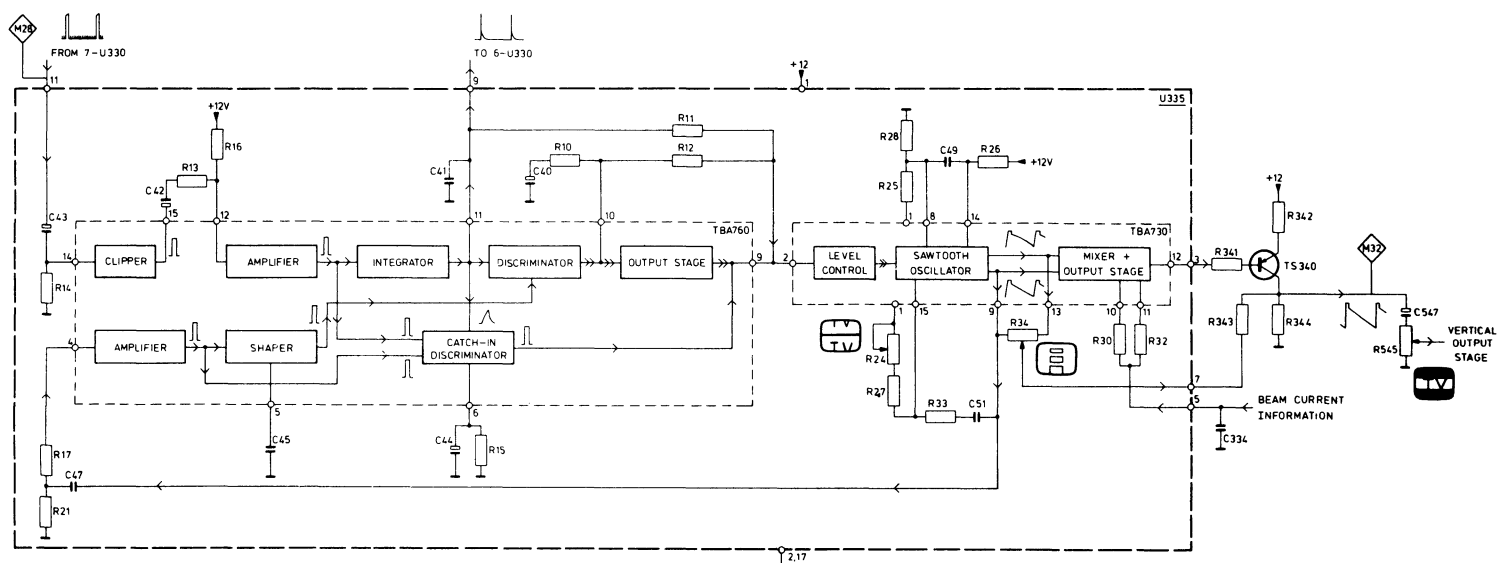 M28
FROM 7-U330
TO 6-U330
11
9
+12
1
U335
+12V
R16
R13
C42
15
12
C41
11
R10
C40
R11
R12
10
R28
C49
R26
+12V
R25
1
8
14
+12
R342
C43
14
R14
CLIPPER
AMPLIFIER
INTEGRATOR
DISCRIMINATOR
OUTPUT STAGE
TBA760
9
2
LEVEL CONTROL
SAWTOOTH OSCILLATOR
MIXER + OUTPUT STAGE
TBA730
12
3
R341
TS340
M32
4
AMPLIFIER
SHAPER
CATCH-IN DISCRIMINATOR
1
15
9
13
10
11
TV
TV
R24
R27
R34
R30
R32
R343
R344
C547
R545
VERTICAL OUTPUT STAGE
TV
7
5
BEAM CURRENT INFORMATION
C334
5
C45
6
C44
R15
R33
C51
R17
C47
R21
2,17